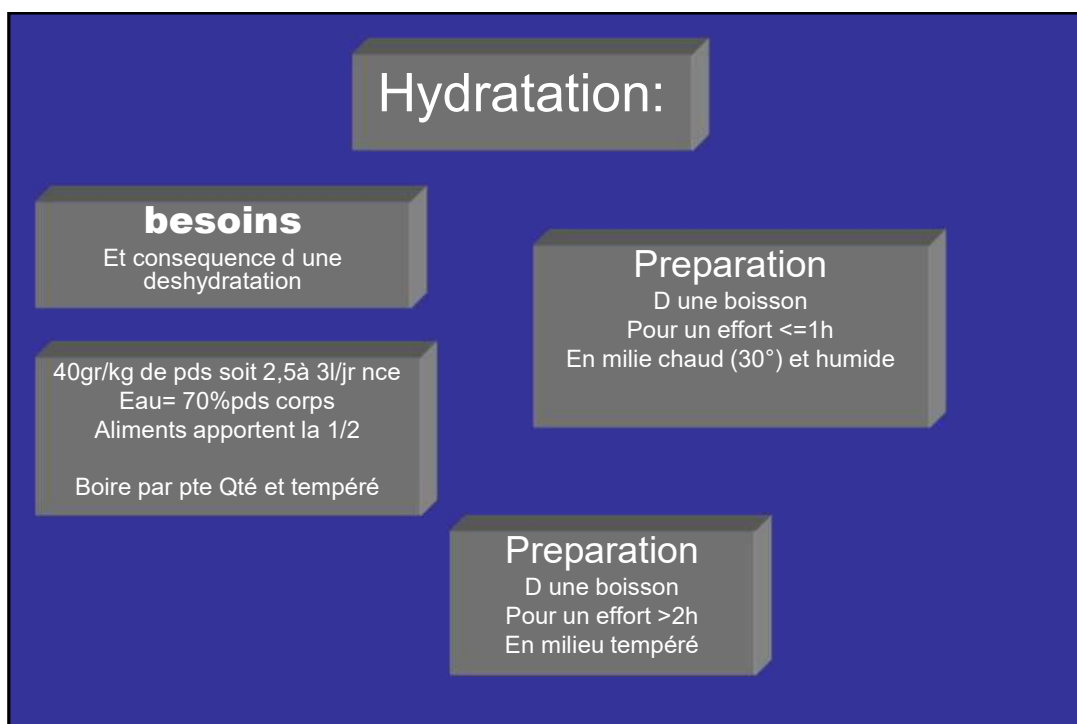 Hydratation:
besoins
Et consequence d une
deshydratation
40gr/kg de pds soit 2,5à 3l/jr nce
Eau= 70%pds corps
Aliments apportent la 1/2
Boire par pte Qté et tempéré
Preparation
D une boisson
Pour un effort <=1h
En milie chaud (30°) et humide
Preparation
D une boisson
Pour un effort >2h
En milieu tempéré